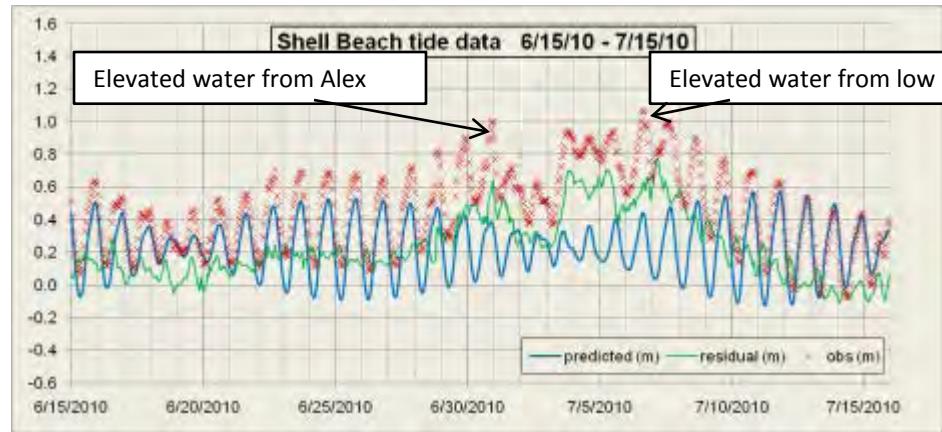 Shell Beach tide data 6/15/10 - 7/15/10
Elevated water from Alex
Elevated water from low
1.6
1.4
1.2
1.0
0.8
0.6
0.4
0.2
0.0
-0.2
-0.4
-0.6
predicted (m) residual (m) obs (m)
6/15/2010 6/20/2010 6/25/2010 6/30/2010 7/5/2010 7/10/2010 7/15/2010